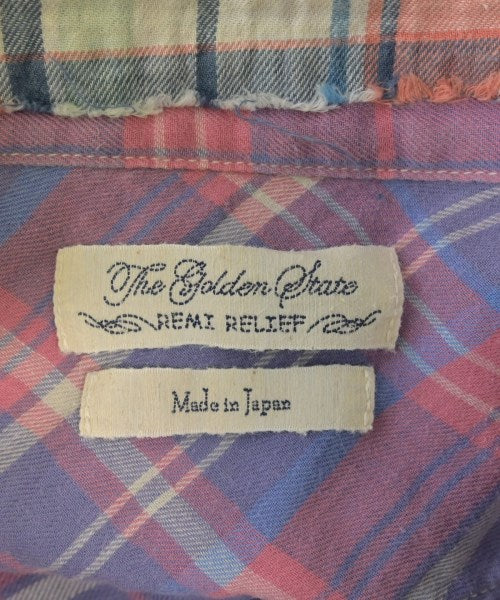 The Golden State
REMI RELIEF
Made in Japan